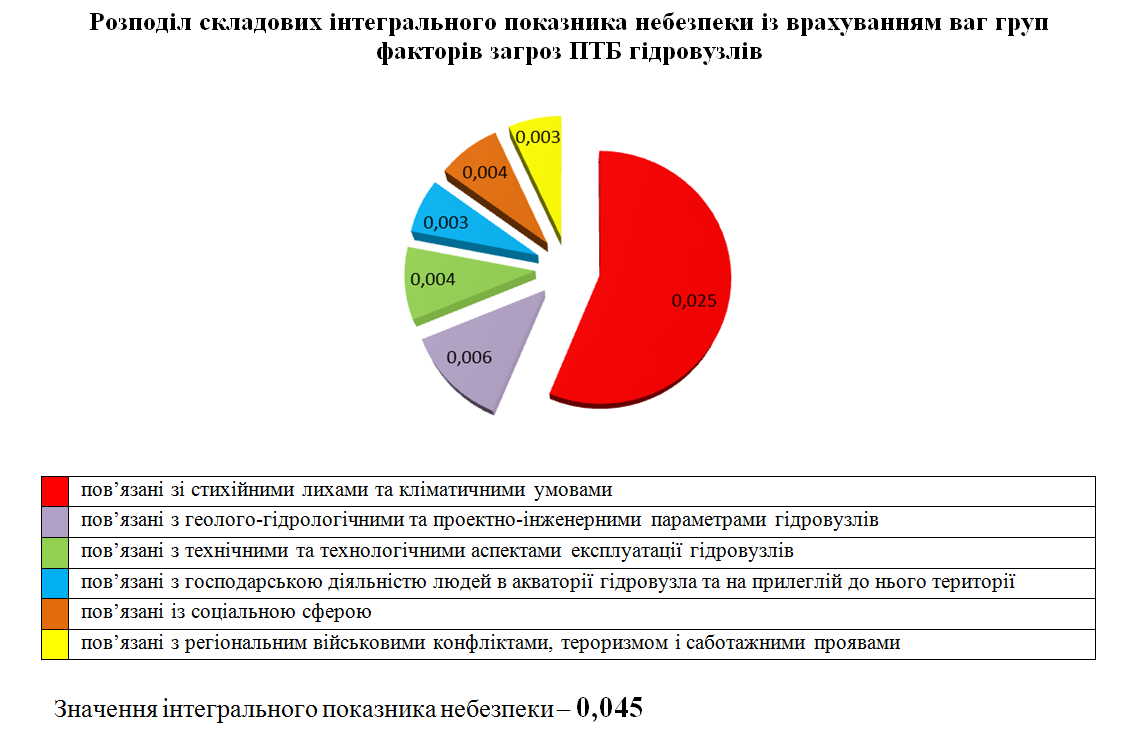 Розподіл складових інтегрального показника небезпеки із врахуванням ваг груп
факторів загроз ПТБ гідровузлів
0,003
0,004
0,003
0,004
0,025
0,006
пов’язані зі стихійними лихами та кліматичними умовами
пов’язані з геолого-гідрологічними та проектно-інженерними параметрами гідровузлів
пов’язані з технічними та технологічними аспектами експлуатації гідровузлів
пов’язані з господарською діяльністю людей в акваторії гідровузла та на прилеглій до нього території
пов’язані із соціальною сферою
пов’язані з регіональним військовими конфліктами, тероризмом і саботажними проявами
Значення інтегрального показника небезпеки – 0,045